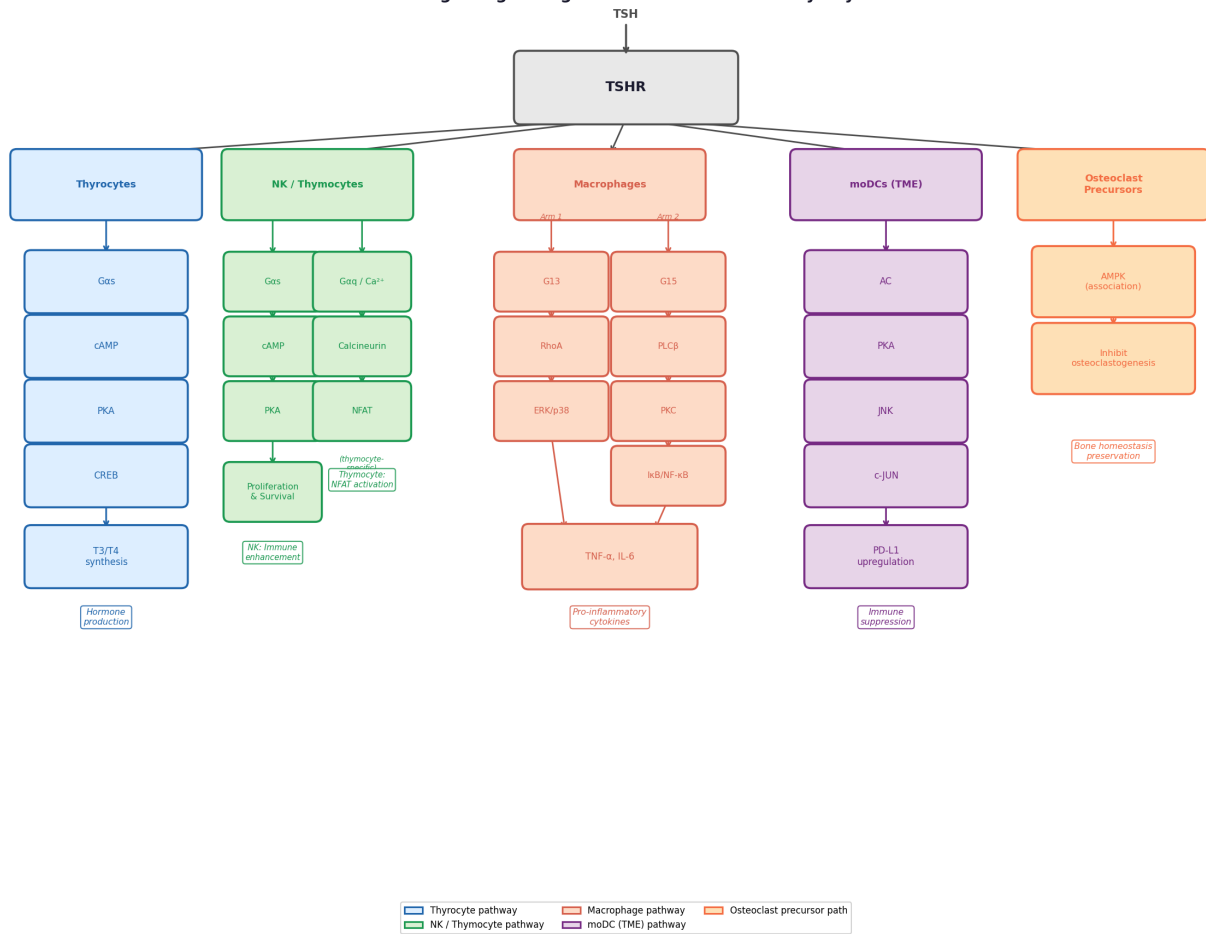 TSH
TSHR
Thyrocytes
NK / Thymocytes
Macrophages
moDCs (TME)
Osteoclast
Precursors
Arm 1
Arm 2
Gαs
Gαs
Gαq / Ca²⁺
G13
G15
AC
AMPK
(association)
cAMP
cAMP
Calcineurin
RhoA
PLCβ
PKA
Inhibit
osteoclastogenesis
PKA
PKA
NFAT
ERK/p38
PKC
JNK
Bone homeostasis
preservation
CREB
Proliferation
& Survival
(thymocyte-
specific)
Thymocyte:
NFAT activation
IκB/NF-κB
c-JUN
T3/T4
synthesis
NK: Immune
enhancement
TNF-α, IL-6
PD-L1
upregulation
Hormone
production
Pro-inflammatory
cytokines
Immune
suppression
Thyrocyte pathway
NK / Thymocyte pathway
Macrophage pathway
moDC (TME) pathway
Osteoclast precursor path